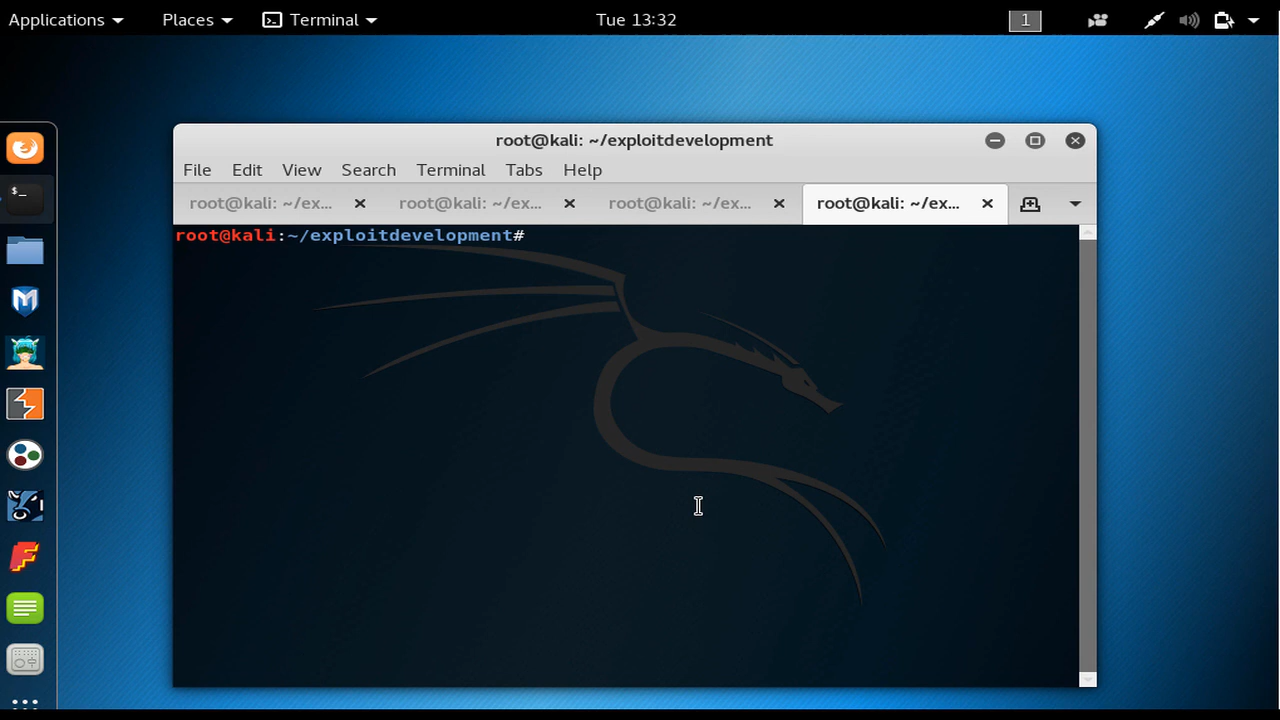 Applications Places Terminal Tue 13:32 1
root@kali: ~/exploitdevelopment
File Edit View Search Terminal Tabs Help
root@kali: ~/ex... root@kali: ~/ex... root@kali: ~/ex... root@kali: ~/ex...
root@kali:~/exploitdevelopment#
$_